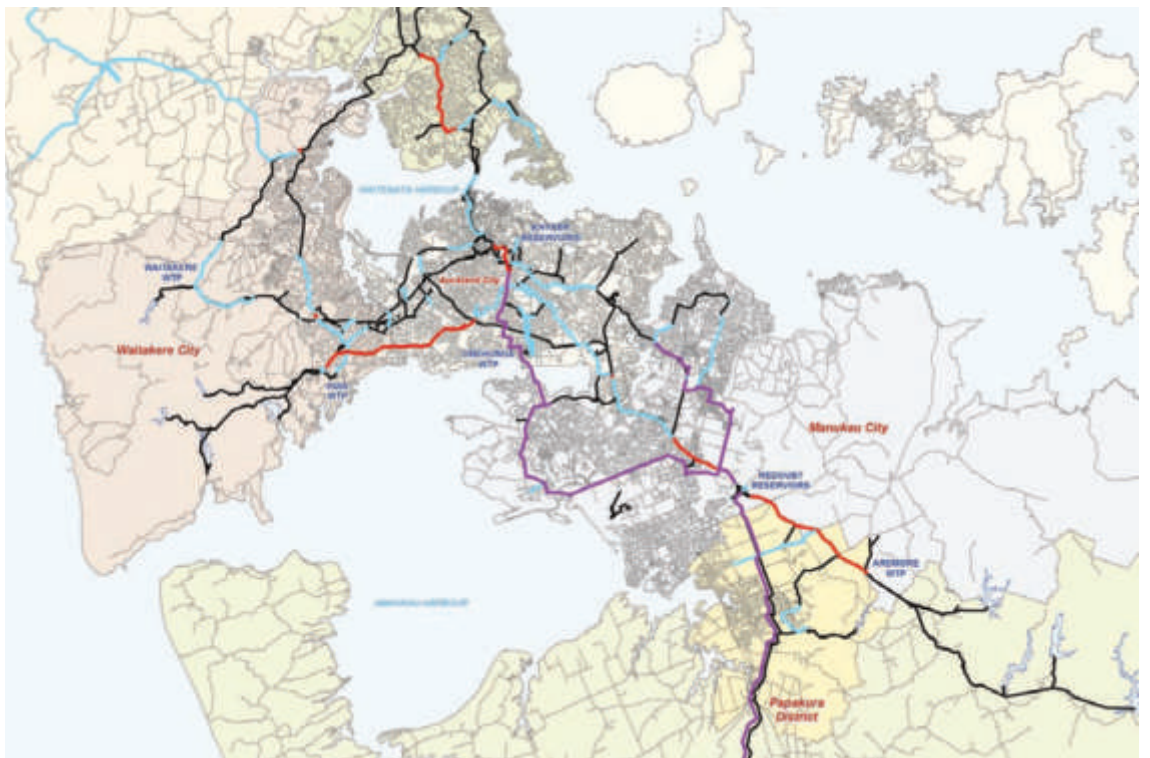 WAITEMATA HARBOUR
KHYBER
RESERVOIRS
WAITAKERE
WTP
Auckland City
Waitakere City
ONEHUNGA
WTP
HUIA
WTP
Manukau City
REDOUBT
RESERVOIRS
ARDMORE
WTP
MANUKAU HARBOUR
Papakura
District